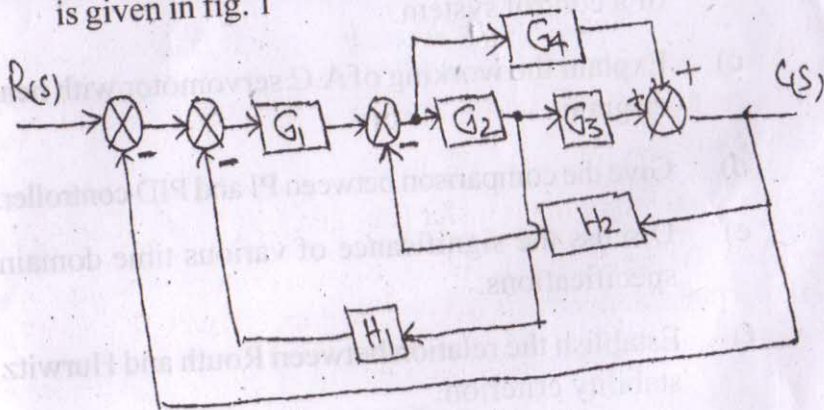 of a control system.
is given in fig. 1
c) Explain the working of A.C servomotor with
R(s) G1 G2 G3 G4 C(s)
- - - + +
d) Give the comparison between PI and PID controller.
H2
e) significance of various time domain
specifications.
H1
f) Establish the relation between Routh and Hurwitz
stability criterion.